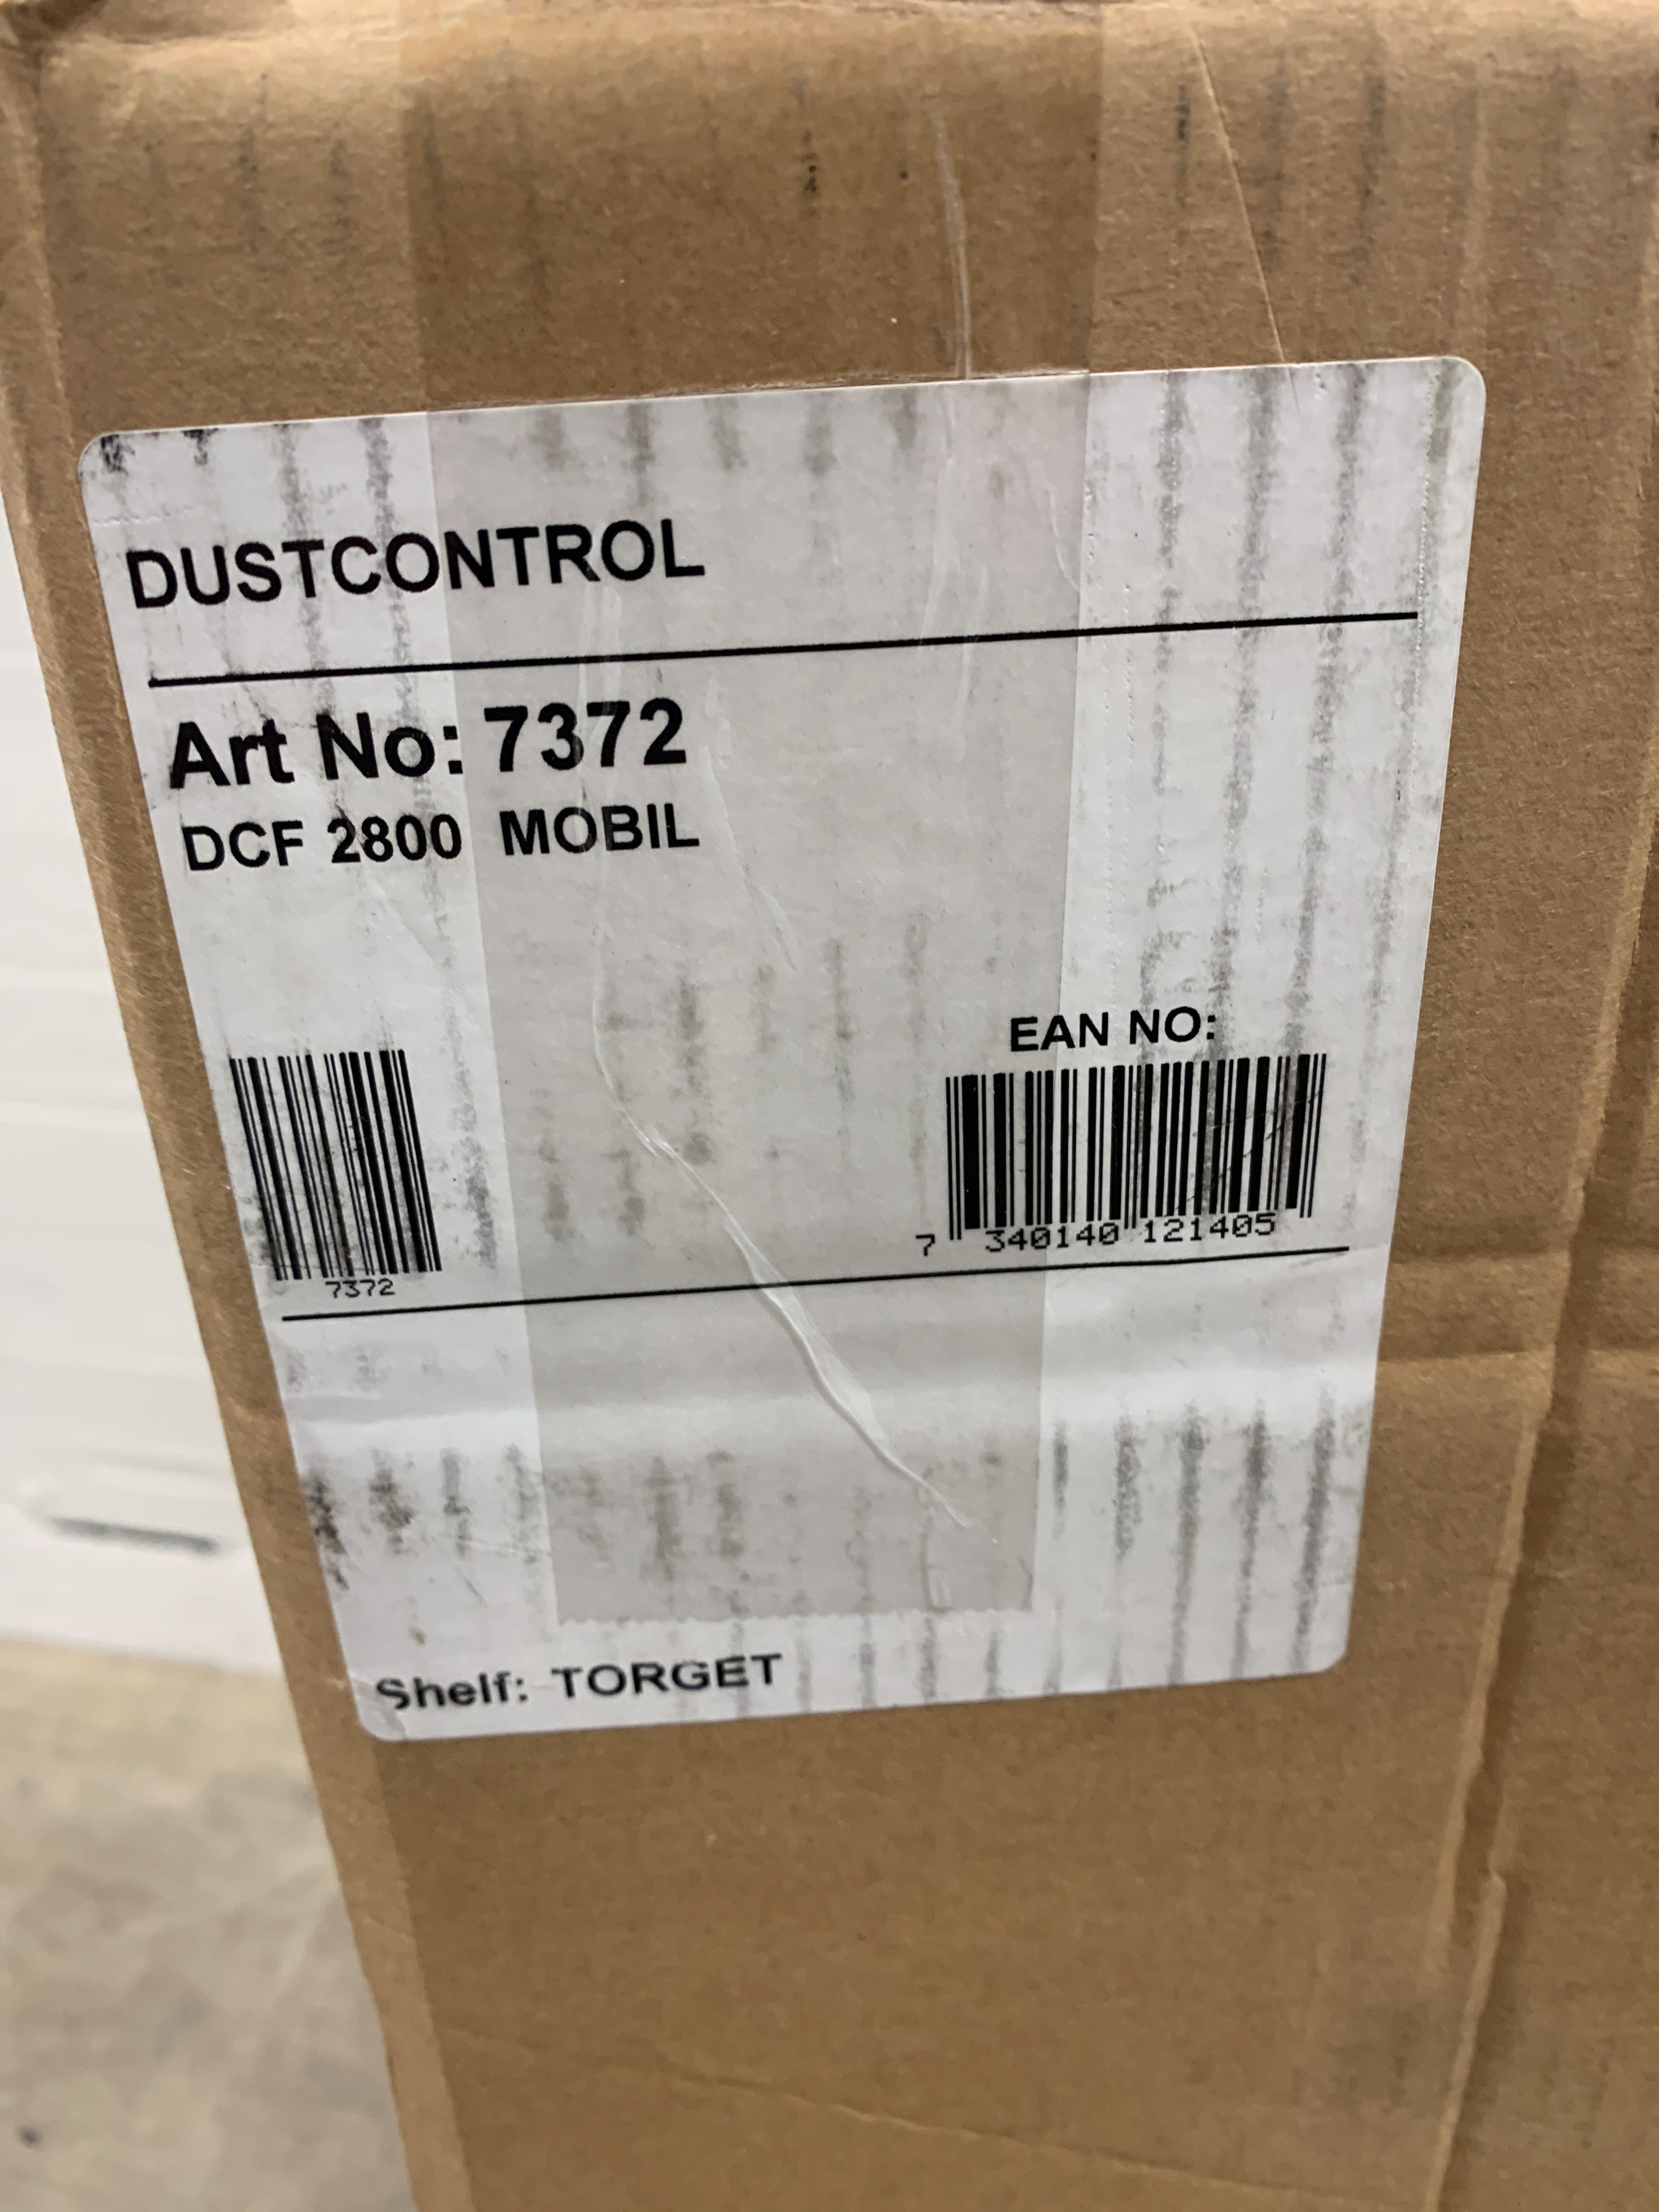 DUSTCONTROL
Art No: 7372
DCF 2800 MOBIL
EAN NO:
7 340140 121405
7372
Shelf: TORGET